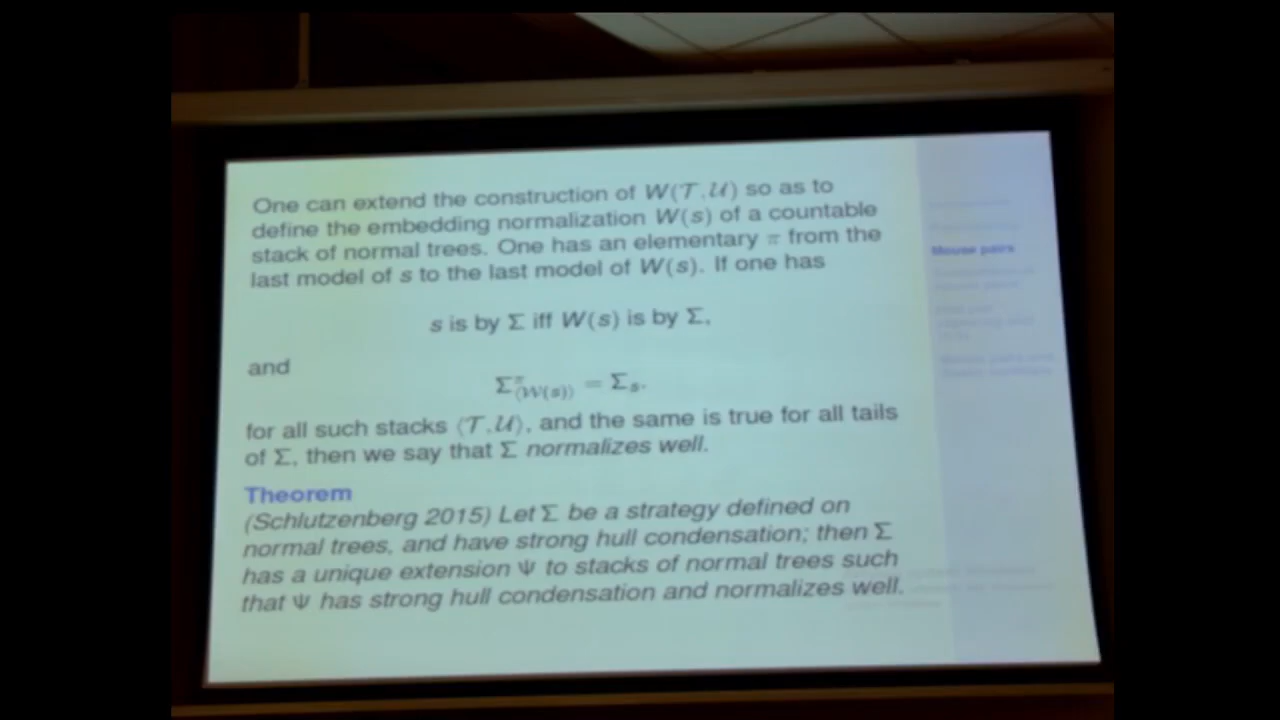 One can extend the construction of W(𝒯,𝒰) so as to
define the embedding normalization W(s) of a countable
stack of normal trees. One has an elementary π from the
last model of s to the last model of W(s). If one has
s is by Σ iff W(s) is by Σ,
and
Σ^π_{⟨W(s)⟩} = Σ_s.
for all such stacks ⟨𝒯,𝒰⟩, and the same is true for all tails
of Σ, then we say that Σ normalizes well.
Theorem
(Schlutzenberg 2015) Let Σ be a strategy defined on
normal trees, and have strong hull condensation; then Σ
has a unique extension Ψ to stacks of normal trees such
that Ψ has strong hull condensation and normalizes well.
Mouse pairs